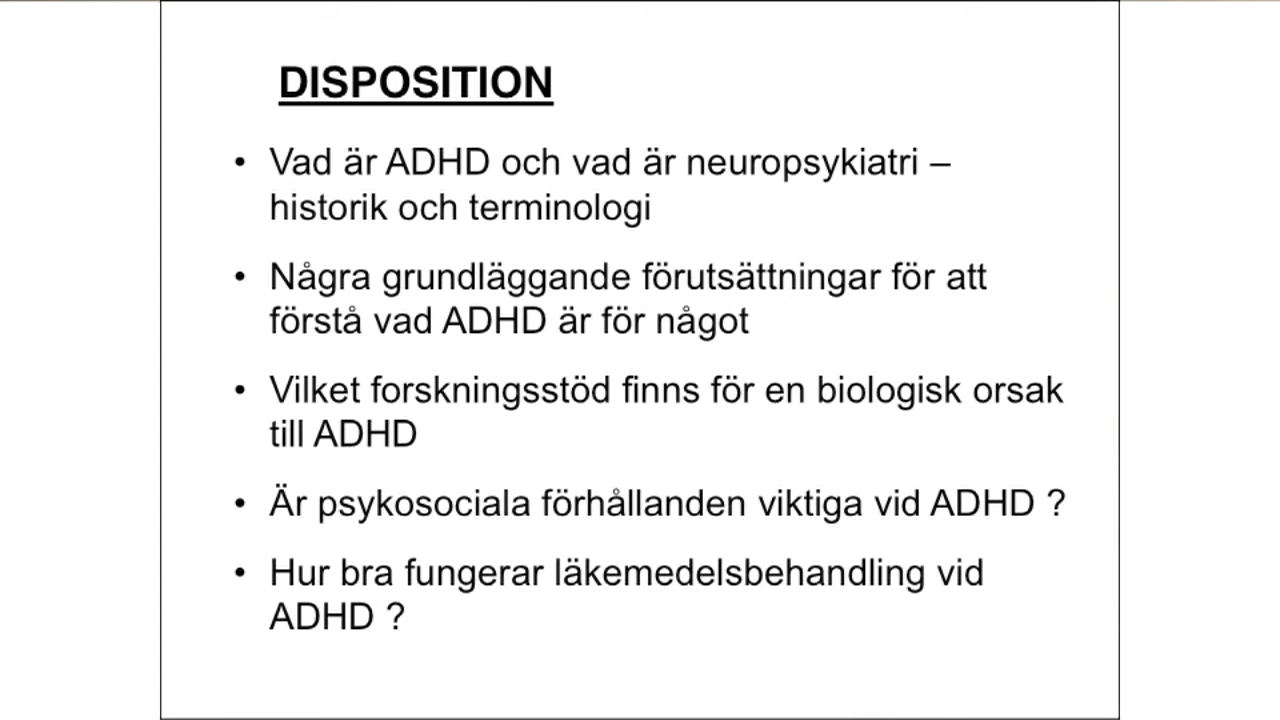 DISPOSITION
• Vad är ADHD och vad är neuropsykiatri –
historik och terminologi
• Några grundläggande förutsättningar för att
förstå vad ADHD är för något
• Vilket forskningsstöd finns för en biologisk orsak
till ADHD
• Är psykosociala förhållanden viktiga vid ADHD ?
• Hur bra fungerar läkemedelsbehandling vid
ADHD ?